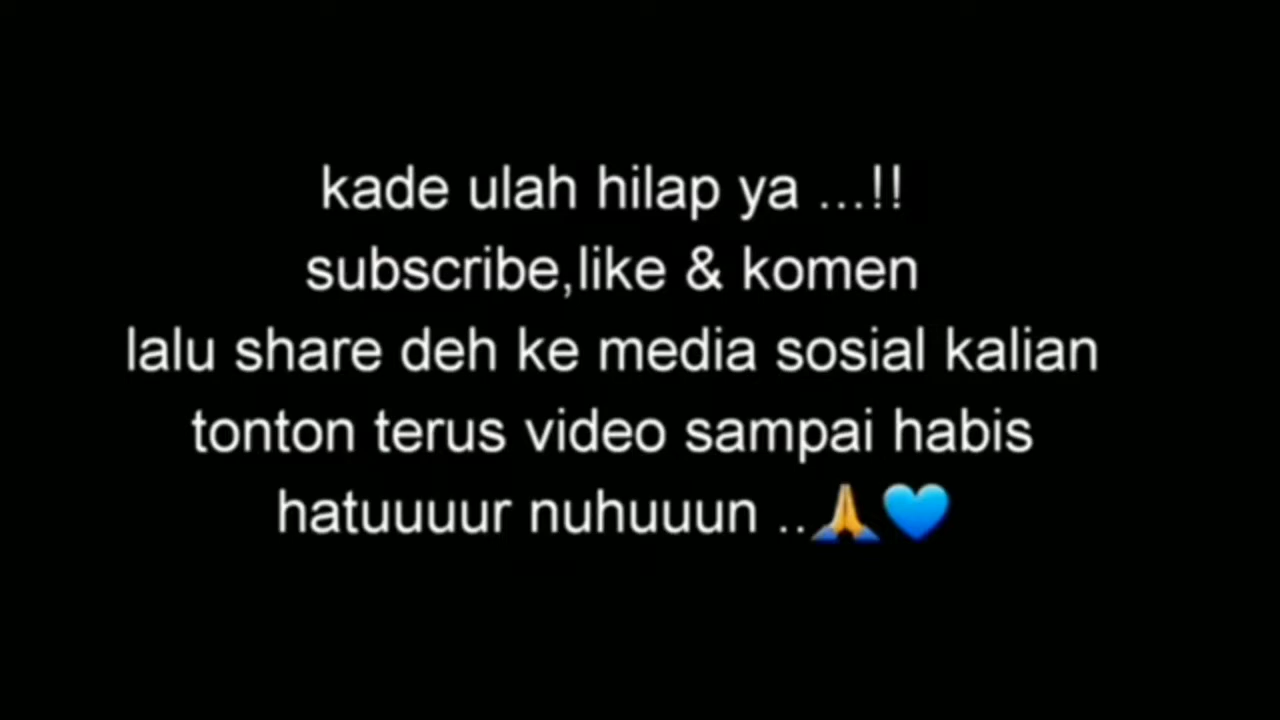 kade ulah hilap ya ...!!
subscribe,like & komen
lalu share deh ke media sosial kalian
tonton terus video sampai habis
hatuuuur nuhuuun ..🙏💙